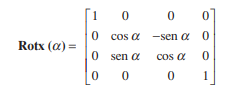 1 0 0 0
0 cos α −sen α 0
Rotx (α) =
0 sen α cos α 0
0 0 0 1